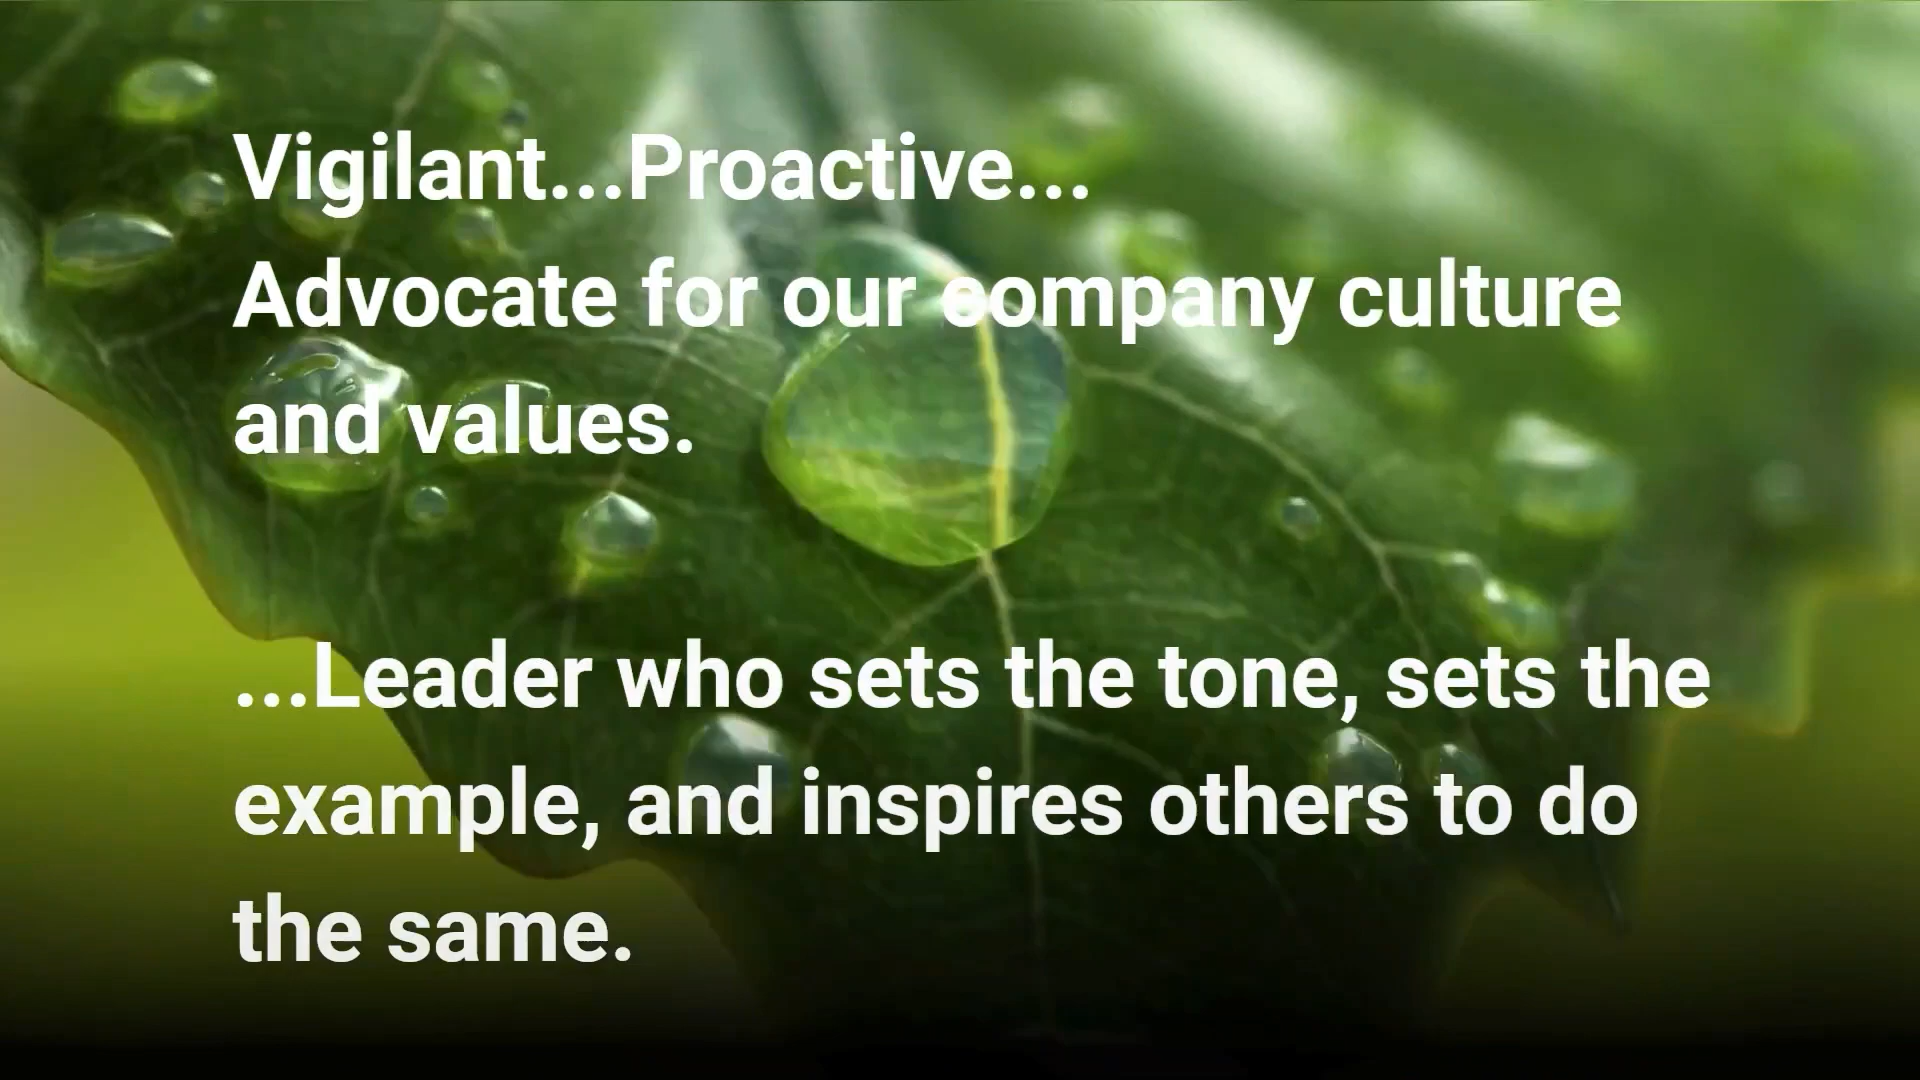 Vigilant...Proactive...
Advocate for our company culture
and values.
...Leader who sets the tone, sets the
example, and inspires others to do
the same.